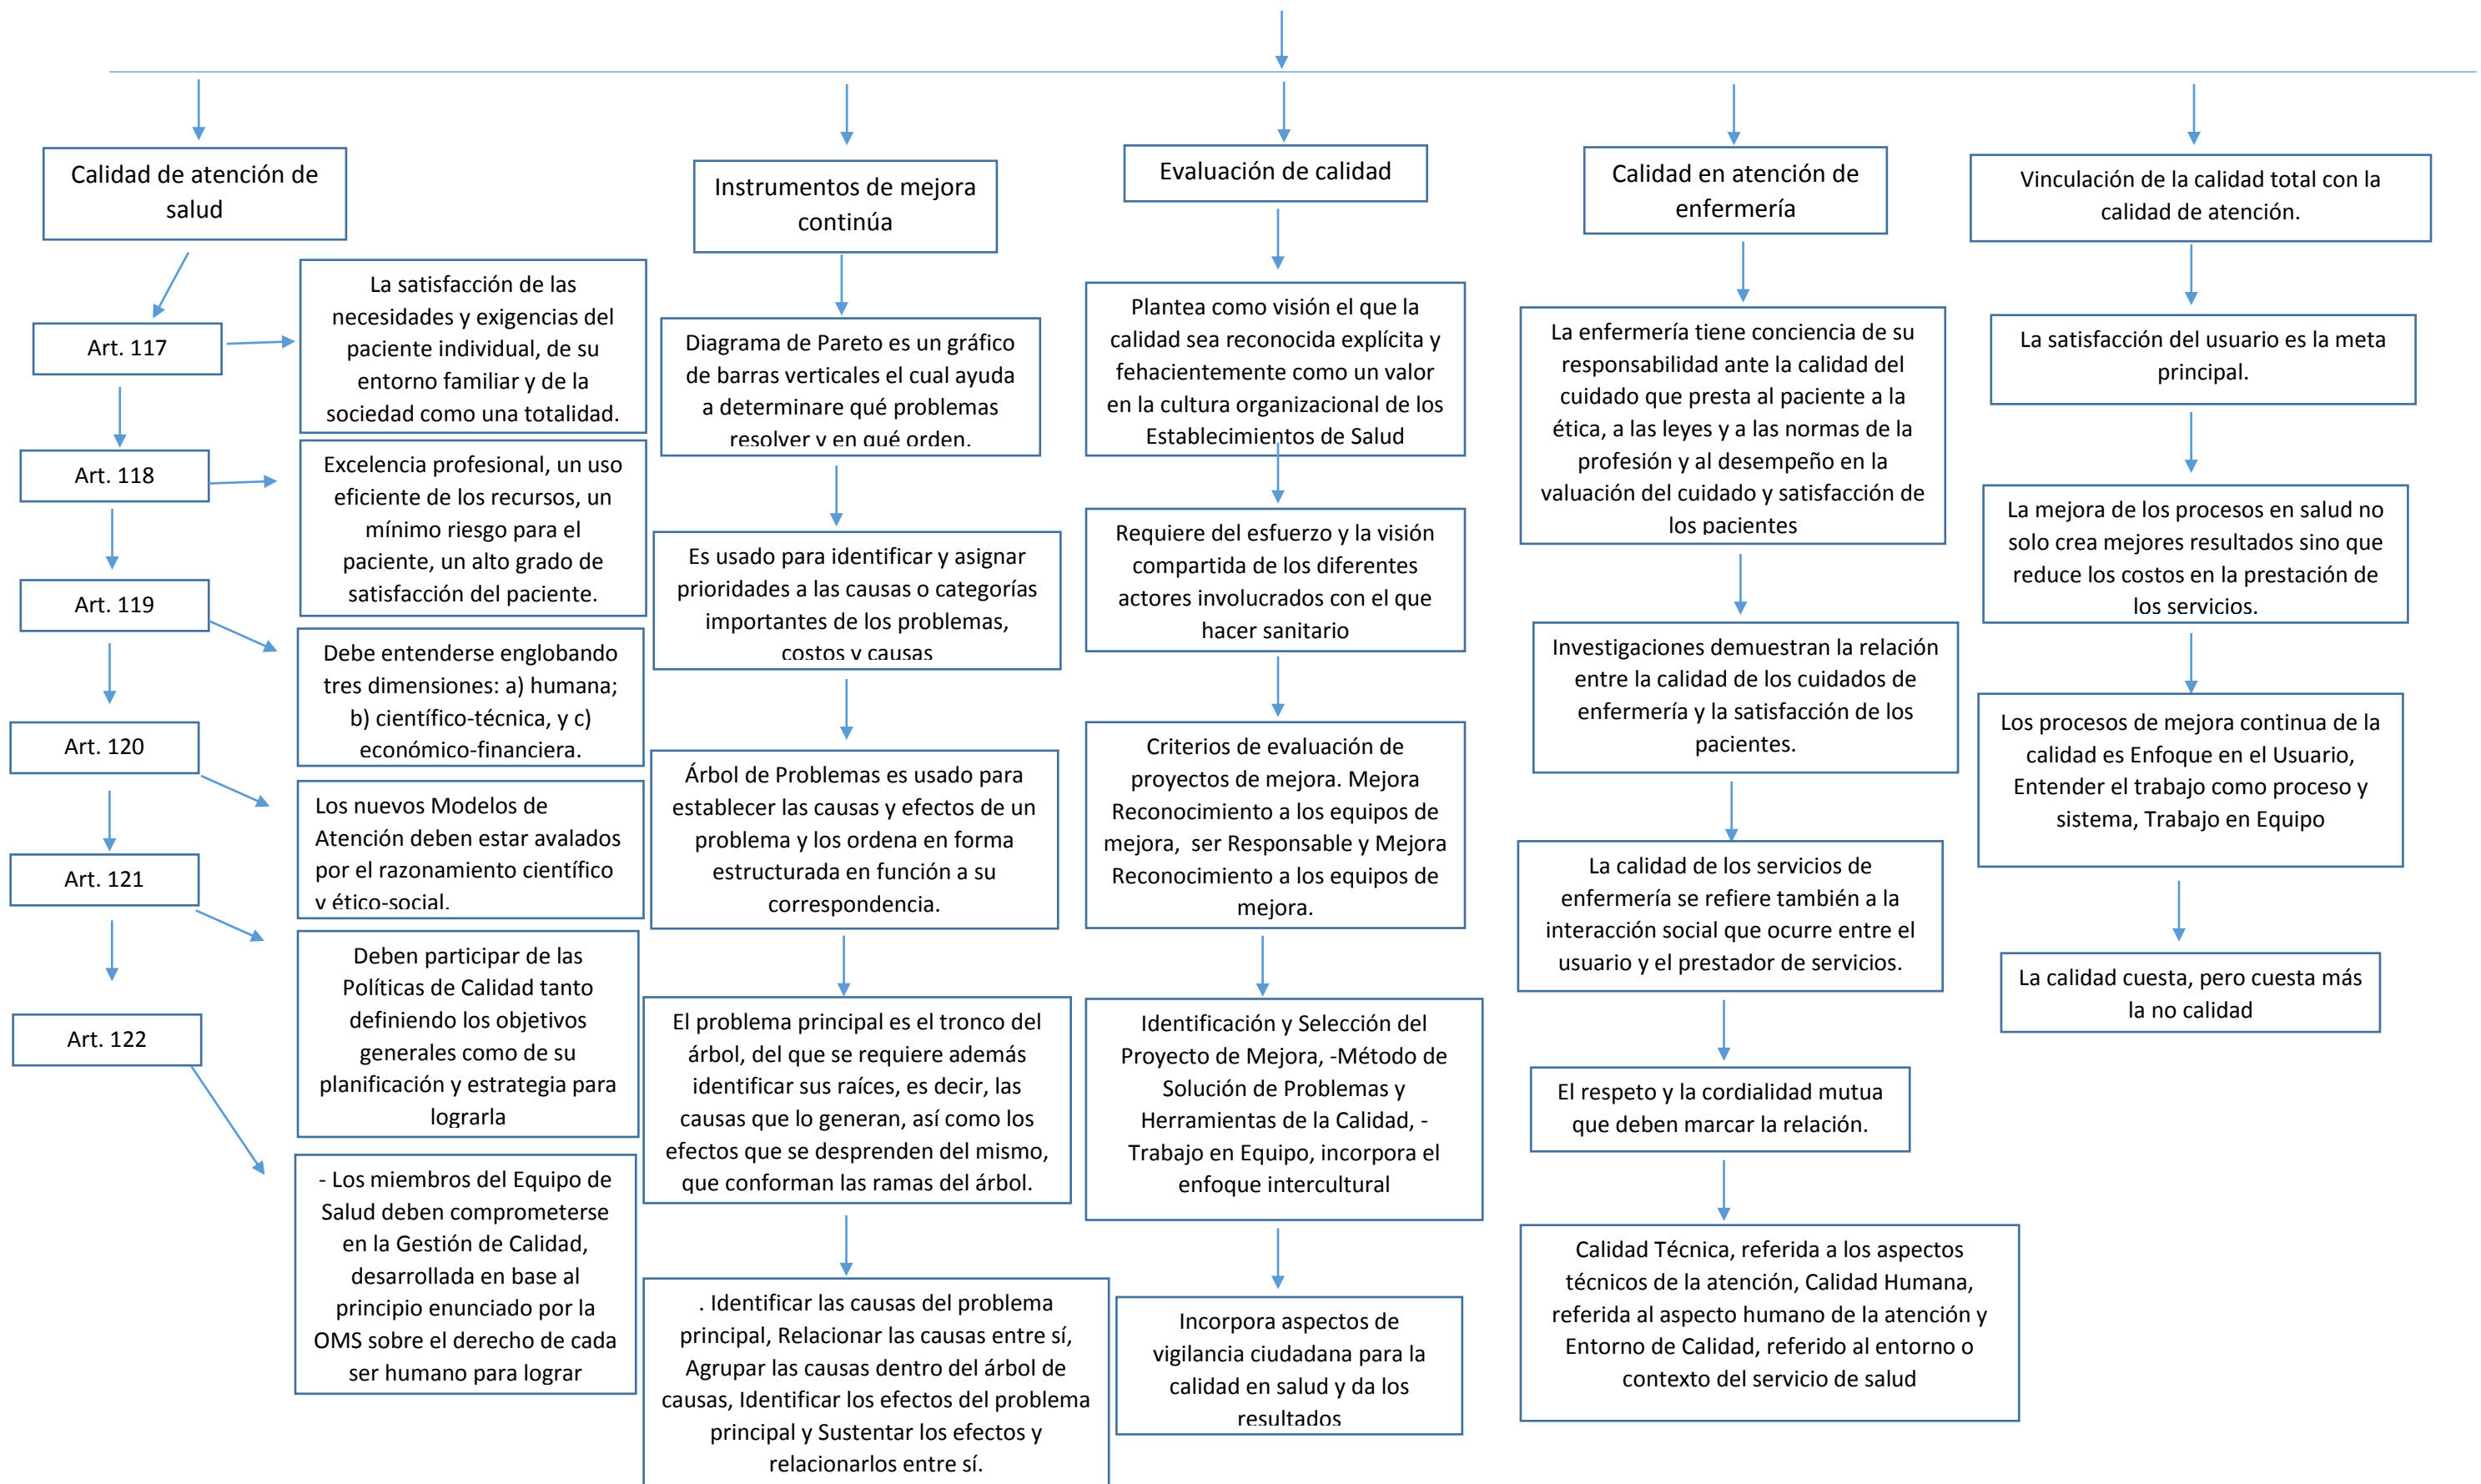 Calidad de atención de
salud
Art. 117
La satisfacción de las
necesidades y exigencias del
paciente individual, de su
entorno familiar y de la
sociedad como una totalidad.
Art. 118
Excelencia profesional, un uso
eficiente de los recursos, un
mínimo riesgo para el
paciente, un alto grado de
satisfacción del paciente.
Art. 119
Debe entenderse englobando
tres dimensiones: a) humana;
b) científico-técnica, y c)
económico-financiera.
Art. 120
Los nuevos Modelos de
Atención deben estar avalados
por el razonamiento científico
y ético-social.
Art. 121
Deben participar de las
Políticas de Calidad tanto
definiendo los objetivos
generales como de su
planificación y estrategia para
lograrla
Art. 122
- Los miembros del Equipo de
Salud deben comprometerse
en la Gestión de Calidad,
desarrollada en base al
principio enunciado por la
OMS sobre el derecho de cada
ser humano para lograr
Instrumentos de mejora
continúa
Diagrama de Pareto es un gráfico
de barras verticales el cual ayuda
a determinare qué problemas
resolver y en qué orden.
Es usado para identificar y asignar
prioridades a las causas o categorías
importantes de los problemas,
costos y causas
Árbol de Problemas es usado para
establecer las causas y efectos de un
problema y los ordena en forma
estructurada en función a su
correspondencia.
El problema principal es el tronco del
árbol, del que se requiere además
identificar sus raíces, es decir, las
causas que lo generan, así como los
efectos que se desprenden del mismo,
que conforman las ramas del árbol.
. Identificar las causas del problema
principal, Relacionar las causas entre sí,
Agrupar las causas dentro del árbol de
causas, Identificar los efectos del problema
principal y Sustentar los efectos y
relacionarlos entre sí.
Evaluación de calidad
Plantea como visión el que la
calidad sea reconocida explícita y
fehacientemente como un valor
en la cultura organizacional de los
Establecimientos de Salud
Requiere del esfuerzo y la visión
compartida de los diferentes
actores involucrados con el que
hacer sanitario
Criterios de evaluación de
proyectos de mejora. Mejora
Reconocimiento a los equipos de
mejora, ser Responsable y Mejora
Reconocimiento a los equipos de
mejora.
Identificación y Selección del
Proyecto de Mejora, -Método de
Solución de Problemas y
Herramientas de la Calidad, -
Trabajo en Equipo, incorpora el
enfoque intercultural
Incorpora aspectos de
vigilancia ciudadana para la
calidad en salud y da los
resultados
Calidad en atención de
enfermería
La enfermería tiene conciencia de su
responsabilidad ante la calidad del
cuidado que presta al paciente a la
ética, a las leyes y a las normas de la
profesión y al desempeño en la
valuación del cuidado y satisfacción de
los pacientes
Investigaciones demuestran la relación
entre la calidad de los cuidados de
enfermería y la satisfacción de los
pacientes.
La calidad de los servicios de
enfermería se refiere también a la
interacción social que ocurre entre el
usuario y el prestador de servicios.
El respeto y la cordialidad mutua
que deben marcar la relación.
Calidad Técnica, referida a los aspectos
técnicos de la atención, Calidad Humana,
referida al aspecto humano de la atención y
Entorno de Calidad, referido al entorno o
contexto del servicio de salud
Vinculación de la calidad total con la
calidad de atención.
La satisfacción del usuario es la meta
principal.
La mejora de los procesos en salud no
solo crea mejores resultados sino que
reduce los costos en la prestación de
los servicios.
Los procesos de mejora continua de la
calidad es Enfoque en el Usuario,
Entender el trabajo como proceso y
sistema, Trabajo en Equipo
La calidad cuesta, pero cuesta más
la no calidad